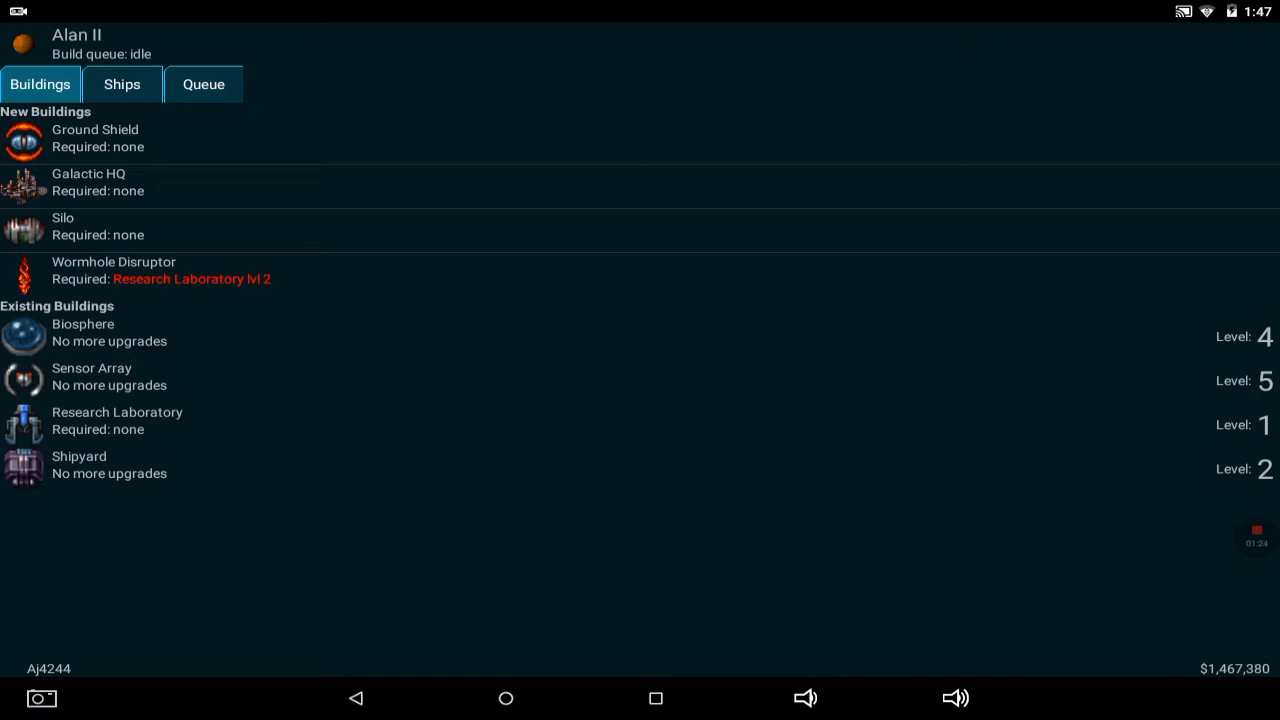 1:47
Alan II
Build queue: idle
Buildings Ships Queue
New Buildings
Ground Shield
Required: none
Galactic HQ
Required: none
Silo
Required: none
Wormhole Disruptor
Required: Research Laboratory lvl 2
Existing Buildings
Biosphere
No more upgrades
Level: 4
Sensor Array
No more upgrades
Level: 5
Research Laboratory
Required: none
Level: 1
Shipyard
No more upgrades
Level: 2
01:24
Aj4244 $1,467,380